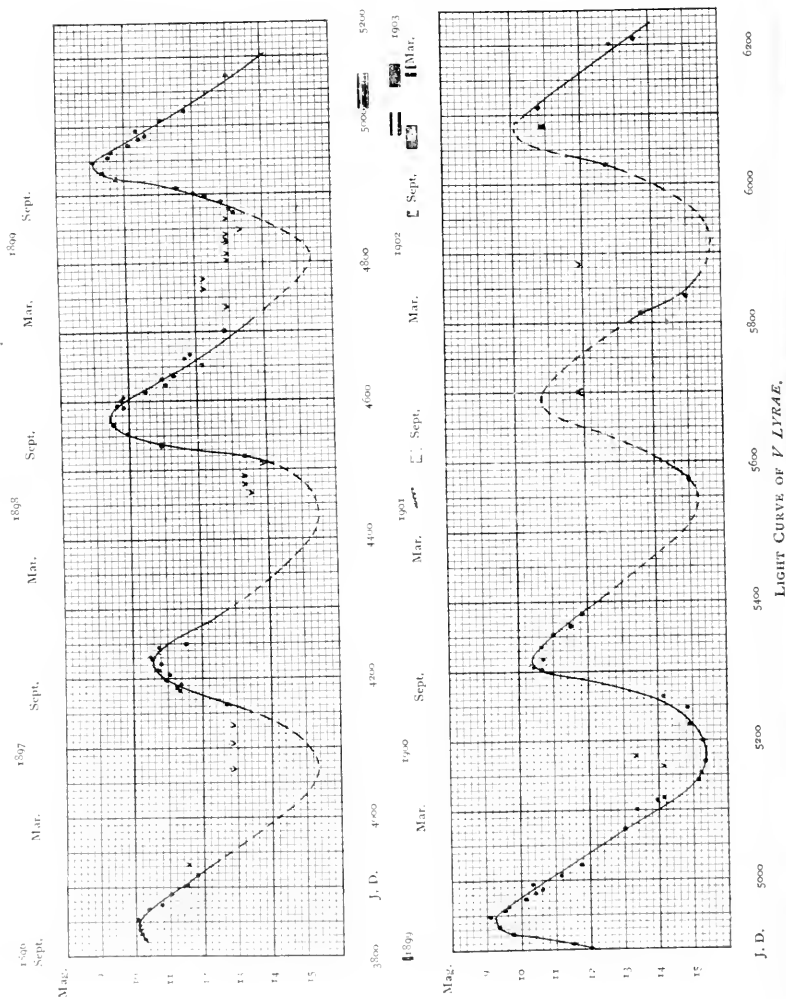 1896 1897 1898 1899
Sept. Mar. Sept. Mar. Sept. Mar. Sept.
Mag.
9
10
11
12
13
14
15
3800 J. D. 4000 4200 4400 4600 4800 5000 5200
1899 1900 1901 1902 1903
Mar. Sept. Mar. Sept. Mar. Sept. Mar.
Mag.
9
10
11
12
13
14
15
J. D. 5000 5200 5400 5600 5800 6000 6200
LIGHT CURVE OF V LYRAE.